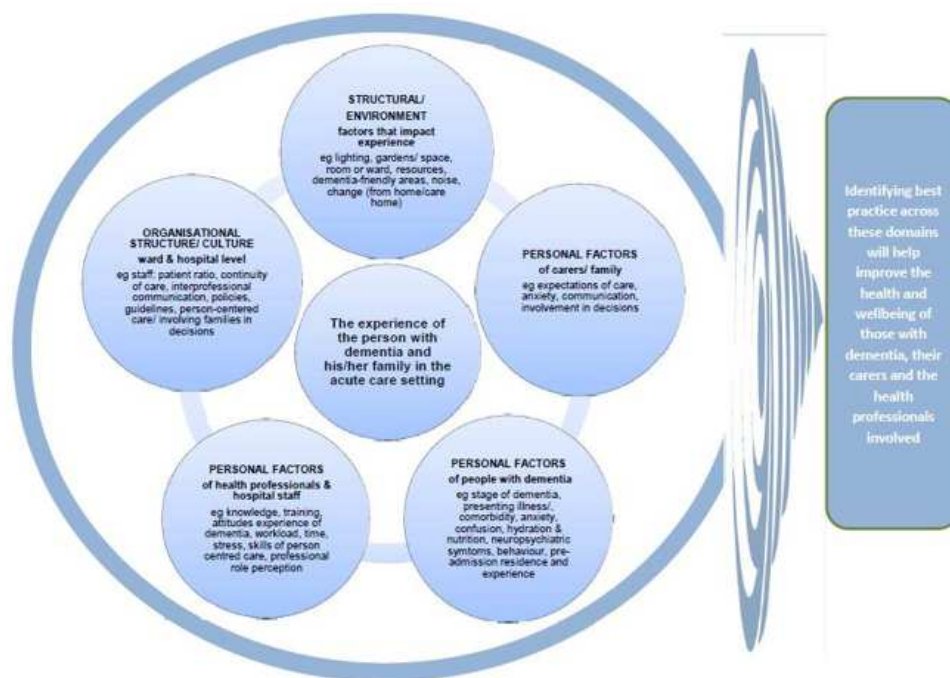 STRUCTURAL/
ENVIRONMENT
factors that impact
experience
eg lighting, gardens/ space,
room or ward, resources,
dementia-friendly areas, noise,
change (from home/care
home)
ORGANISATIONAL
STRUCTURE/ CULTURE
ward & hospital level
eg staff: patient ratio, continuity
of care, interprofessional
communication, policies,
guidelines, person-centered
care/ involving families in
decisions
PERSONAL FACTORS
of carers/ family
eg expectations of care,
anxiety, communication,
involvement in decisions
The experience of
the person with
dementia and
his/her family in the
acute care setting
PERSONAL FACTORS
of health professionals &
hospital staff
eg knowledge, training,
attitudes experience of
dementia, workload, time,
stress, skills of person
centred care, professional
role perception
PERSONAL FACTORS
of people with dementia
eg stage of dementia,
presenting illness/,
comorbidity, anxiety,
confusion, hydration &
nutrition, neuropsychiatric
symtoms, behaviour, pre-
admission residence and
experience
Identifying best
practice across
these domains
will help
improve the
health and
wellbeing of
those with
dementia, their
carers and the
health
professionals
involved